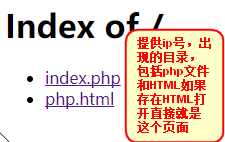 Index of /
index.php
php.html
提供ip号，出
现的目录，
包括php文件
和HTML如果
存在HTML打
开直接就是
这个页面